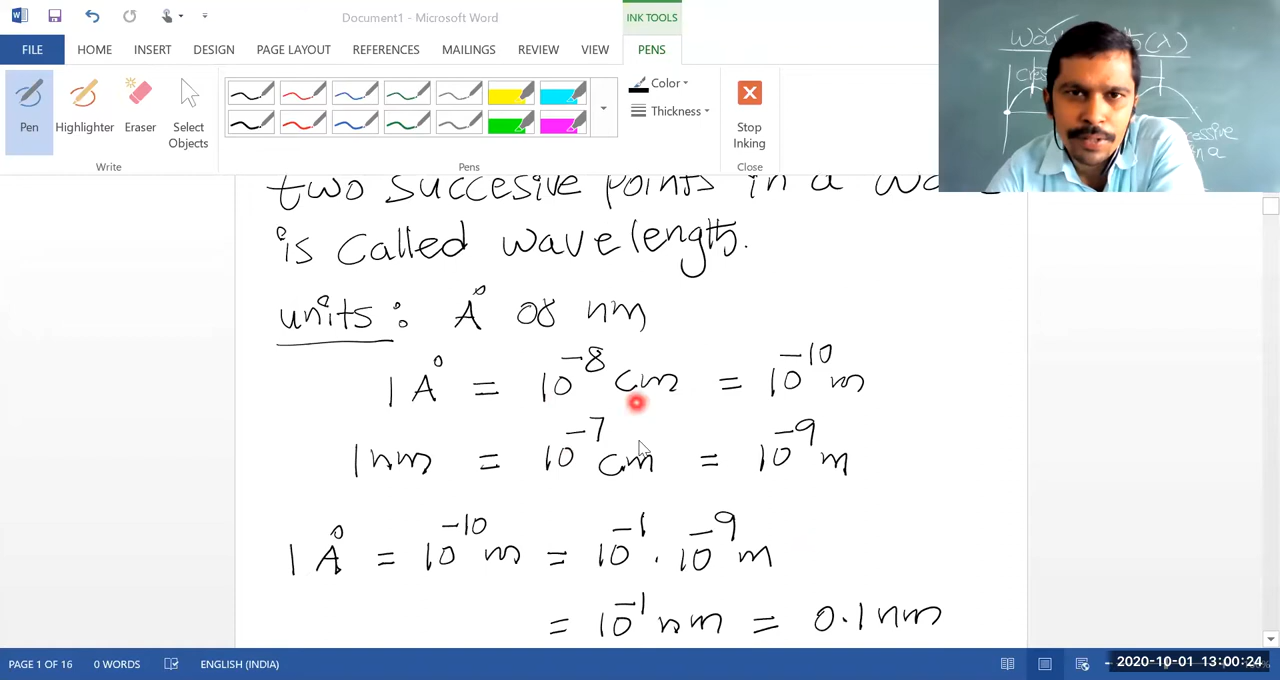 Document1 - Microsoft Word
INK TOOLS
FILE HOME INSERT DESIGN PAGE LAYOUT REFERENCES MAILINGS REVIEW VIEW PENS
Pen Highlighter Eraser Select Objects
Color
Thickness
Stop Inking
Write Pens Close
two succesive points in a
is called wavelength.
units : Å or nm
1 Å = 10⁻⁸ cm = 10⁻¹⁰ m
1 nm = 10⁻⁷ cm = 10⁻⁹ m
1 Å = 10⁻¹⁰ m = 10⁻¹ . 10⁻⁹ m
= 10⁻¹ nm = 0.1 nm
PAGE 1 OF 16 0 WORDS ENGLISH (INDIA)
2020-10-01 13:00:24